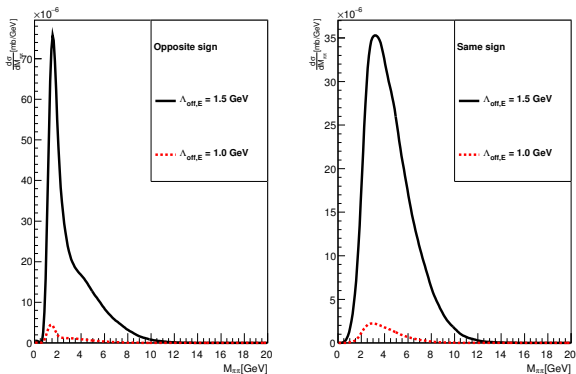 ×10⁻⁶
dσ/dM_ππ [mb/GeV]
Opposite sign
Λ_off,E = 1.5 GeV
Λ_off,E = 1.0 GeV
70
60
50
40
30
20
10
0
0 2 4 6 8 10 12 14 16 18 20
M_ππ[GeV]
×10⁻⁶
dσ/dM_ππ [mb/GeV]
Same sign
Λ_off,E = 1.5 GeV
Λ_off,E = 1.0 GeV
35
30
25
20
15
10
5
0
0 2 4 6 8 10 12 14 16 18 20
M_ππ[GeV]